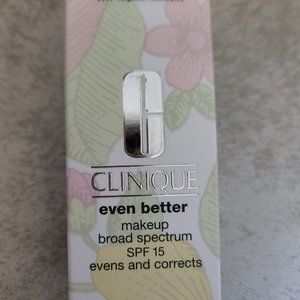 CLINIQUE
even better
makeup
broad spectrum
SPF 15
evens and corrects